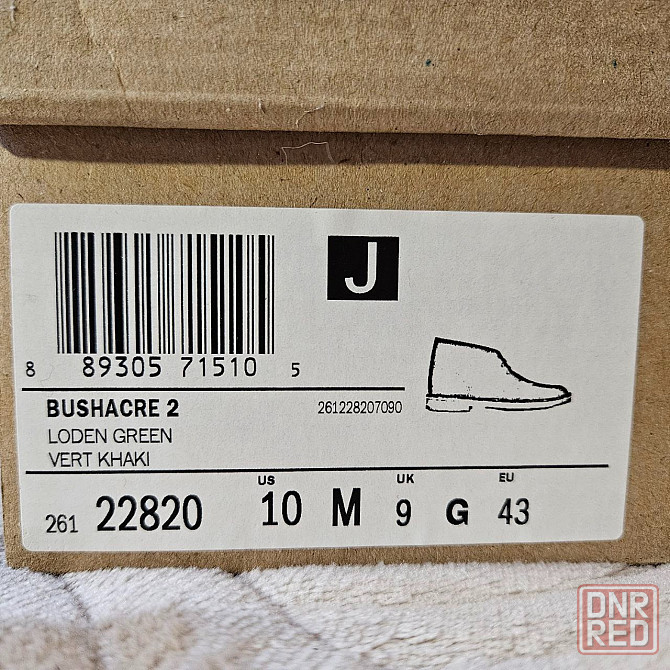 J
8 89305 71510 5
BUSHACRE 2 261228207090
LODEN GREEN
VERT KHAKI
US UK EU
261 22820 10 M 9 G 43
DNR
RED